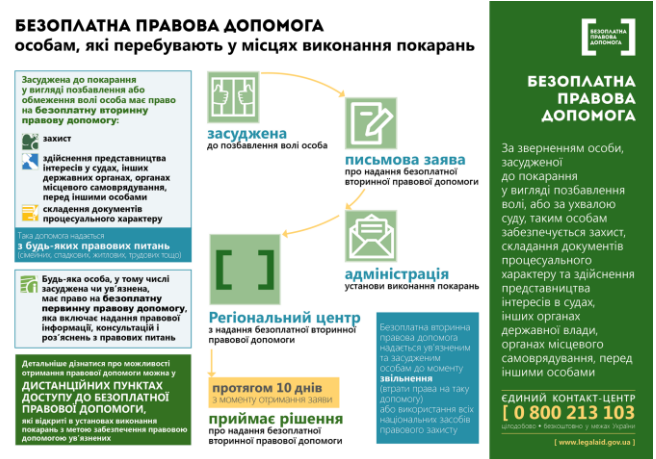 БЕЗОПЛАТНА ПРАВОВА ДОПОМОГА
особам, які перебувають у місцях виконання покарань
Засуджена до покарання
у вигляді позбавлення або
обмеження волі особа має право
на безоплатну вторинну
правову допомогу:
захист
здійснення представництва
інтересів у судах, інших
державних органах, органах
місцевого самоврядування,
перед іншими особами
складення документів
процесуального характеру
Така допомога надається
з будь-яких правових питань
(сімейних, спадкових, житлових, трудових тощо)
Будь-яка особа, у тому числі
засуджена чи ув'язнена,
має право на безоплатну
первинну правову допомогу,
яка включає надання правової
інформації, консультацій і
роз'яснень з правових питань
Детальніше дізнатися про можливості
отримання правової допомоги можна у
ДИСТАНЦІЙНИХ ПУНКТАХ
ДОСТУПУ ДО БЕЗОПЛАТНОЇ
ПРАВОВОЇ ДОПОМОГИ,
які відкриті в установах виконання
покарань з метою забезпечення правовою
допомогою ув'язнених
засуджена
до позбавлення волі особа
письмова заява
про надання безоплатної
вторинної правової допомоги
адміністрація
установи виконання покарань
Регіональний центр
з надання безоплатної вторинної
правової допомоги
протягом 10 днів
з моменту отримання заяви
приймає рішення
про надання безоплатної
вторинної правової допомоги
Безоплатна вторинна
правова допомога
надається ув'язненим
та засудженим
особам до моменту
звільнення
(втрати права на таку
допомогу)
або використання всіх
національних засобів
правового захисту
БЕЗОПЛАТНА
ПРАВОВА
ДОПОМОГА
БЕЗОПЛАТНА
ПРАВОВА
ДОПОМОГА
За зверненням особи,
засудженої
до покарання
у вигляді позбавлення
волі, або за ухвалою
суду, таким особам
забезпечується захист,
складання документів
процесуального
характеру та здійснення
представництва
інтересів в судах,
інших органах
державної влади,
органах місцевого
самоврядування, перед
іншими особами
ЄДИНИЙ КОНТАКТ-ЦЕНТР
[ 0 800 213 103
цілодобово • безкоштовно у межах України
[ www.legalaid.gov.ua ]